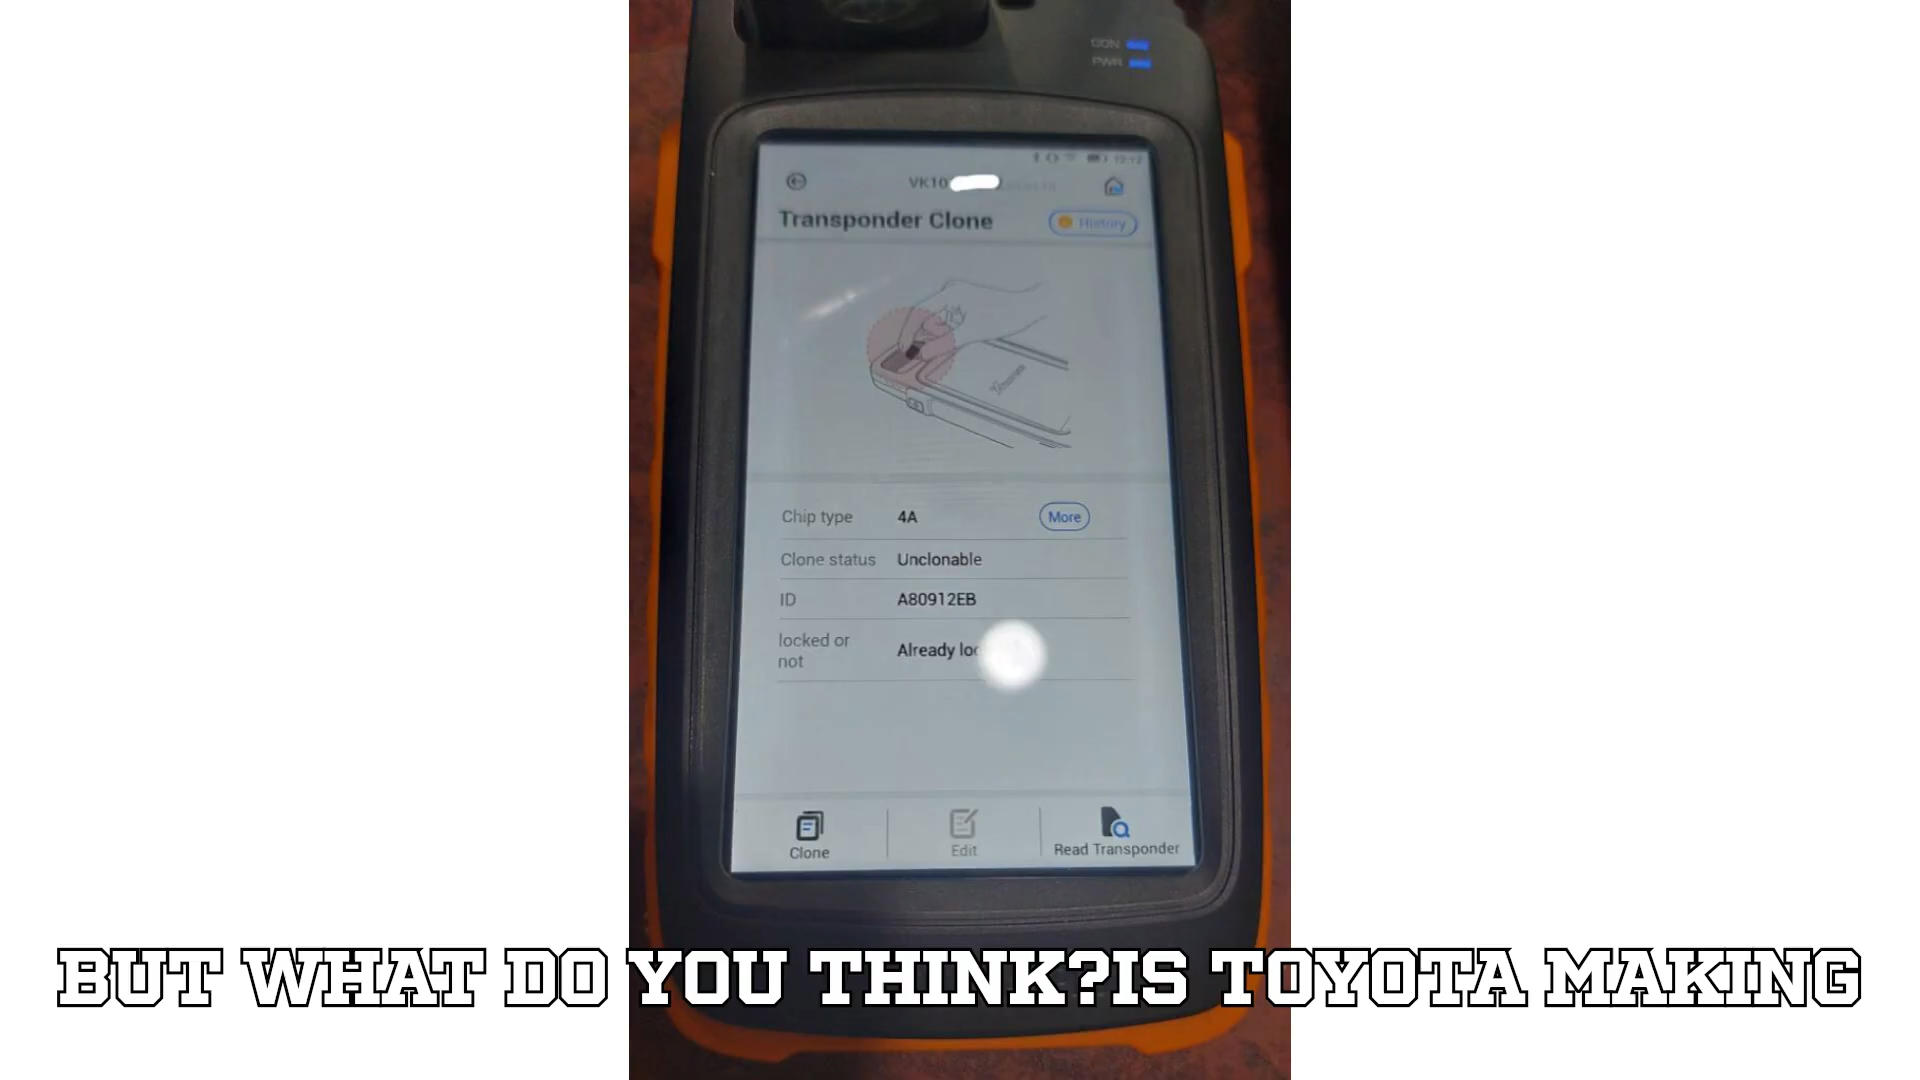 CON
PWR
VK10
Transponder Clone
History
Chip type 4A More
Clone status Unclonable
ID A80912EB
locked or not Already loc
Clone Edit Read Transponder
BUT WHAT DO YOU THINK?IS TOYOTA MAKING